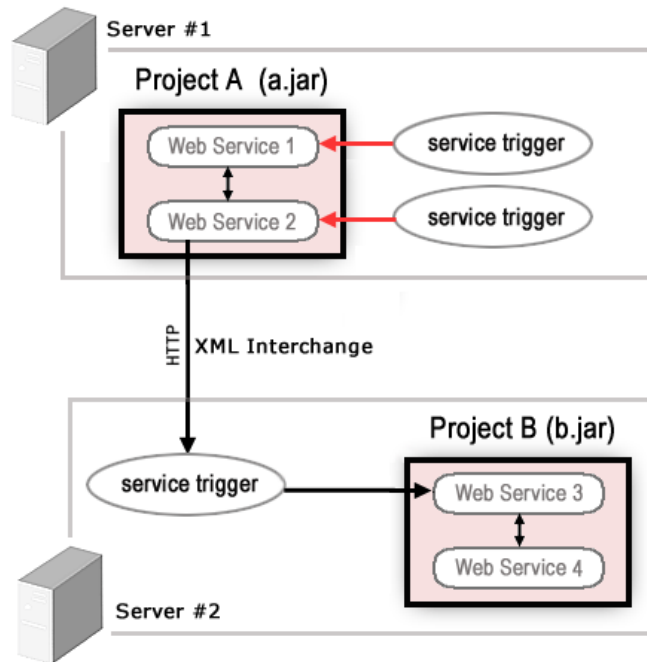 Server #1
Project A (a.jar)
Web Service 1
service trigger
Web Service 2
service trigger
HTTP
XML Interchange
Project B (b.jar)
service trigger
Web Service 3
Web Service 4
Server #2